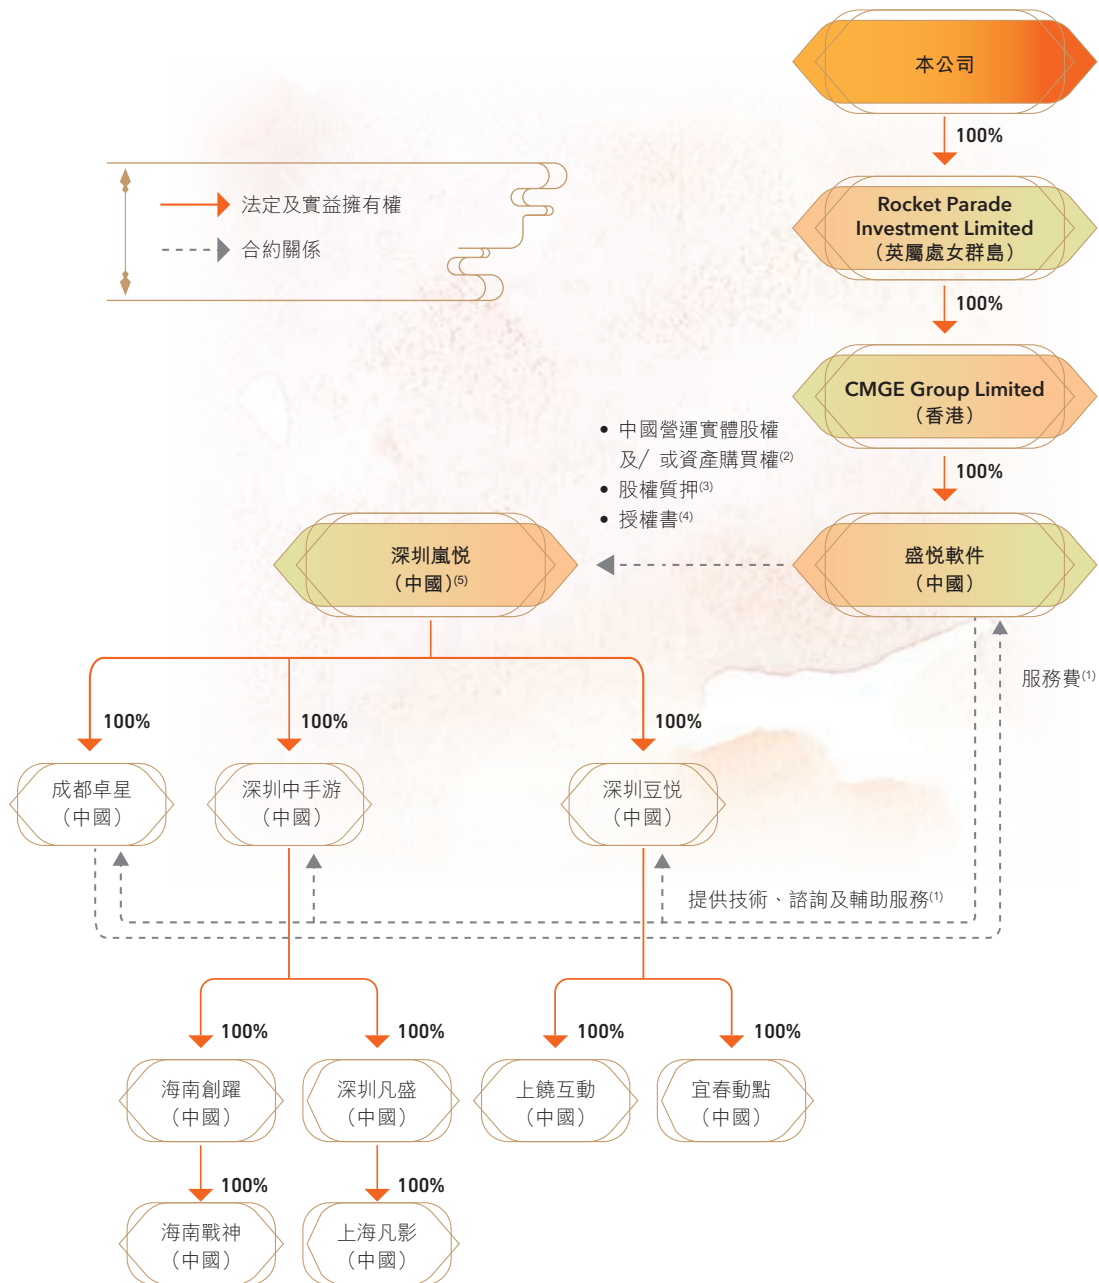 本公司
100%
法定及實益擁有權
合約關係
Rocket Parade
Investment Limited
（英屬處女群島）
100%
CMGE Group Limited
（香港）
• 中國營運實體股權
及/ 或資產購買權(2)
• 股權質押(3)
• 授權書(4)
100%
深圳嵐悅
（中國）(5)
盛悅軟件
（中國）
服務費(1)
100%
100%
100%
成都卓星
（中國）
深圳中手游
（中國）
深圳豆悅
（中國）
提供技術、諮詢及輔助服務(1)
100%
100%
100%
100%
海南創躍
（中國）
深圳凡盛
（中國）
上饒互動
（中國）
宜春動點
（中國）
100%
100%
海南戰神
（中國）
上海凡影
（中國）